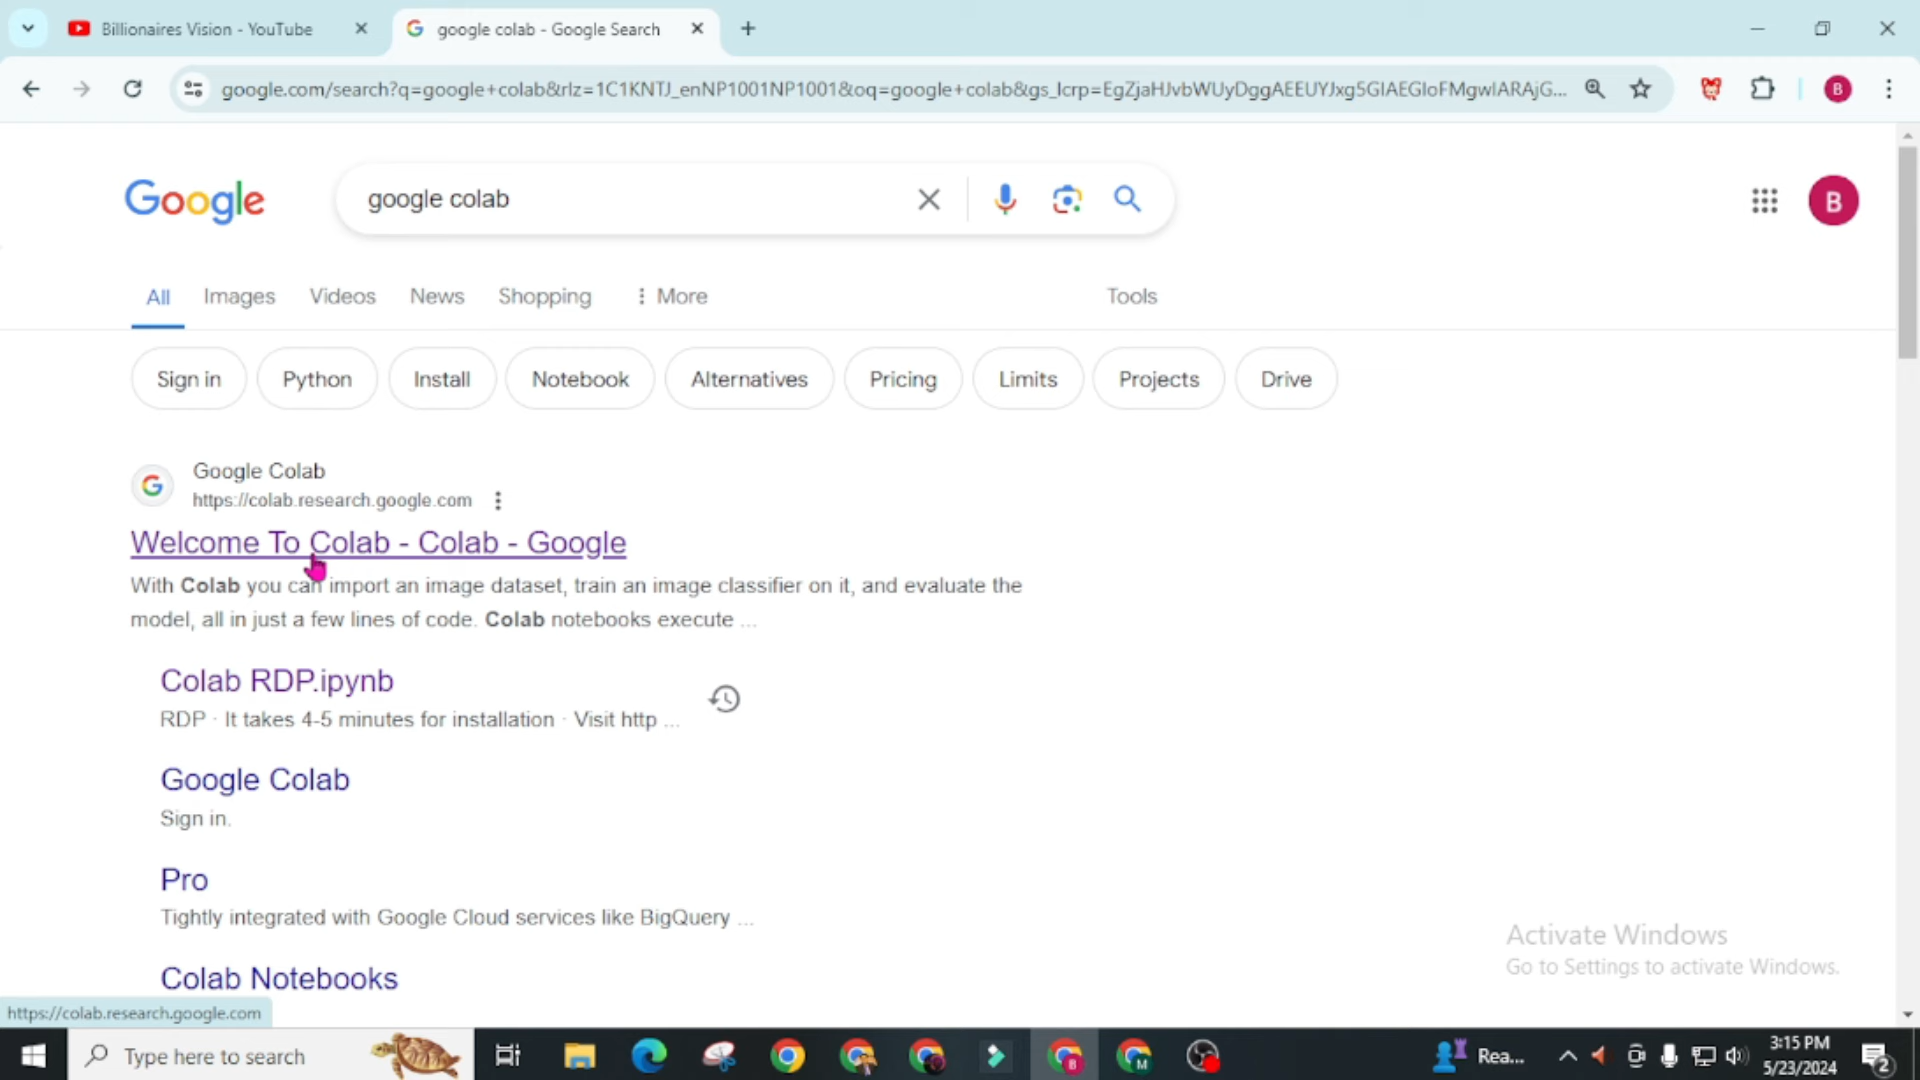 Billionaires Vision - YouTube
google colab - Google Search
google.com/search?q=google+colab&rlz=1C1KNTJ_enNP1001NP1001&oq=google+colab&gs_lcrp=EgZjaHJvbWUyDggAEEUYJxg5GIAEGIoFMgwIARAjG...
B
Google
google colab
B
All Images Videos News Shopping More Tools
Sign in Python Install Notebook Alternatives Pricing Limits Projects Drive
Google Colab
https://colab.research.google.com
Welcome To Colab - Colab - Google
With Colab you can import an image dataset, train an image classifier on it, and evaluate the
model, all in just a few lines of code. Colab notebooks execute ...
Colab RDP.ipynb
RDP · It takes 4-5 minutes for installation · Visit http ...
Google Colab
Sign in.
Pro
Tightly integrated with Google Cloud services like BigQuery ...
Colab Notebooks
Activate Windows
Go to Settings to activate Windows.
https://colab.research.google.com
Type here to search
B
M
Rea...
3:15 PM
5/23/2024
2